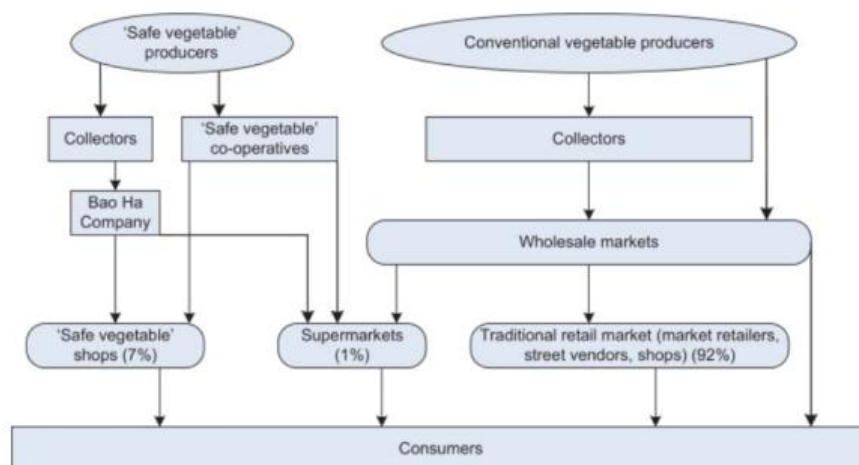 'Safe vegetable'
producers
Conventional vegetable producers
Collectors
'Safe vegetable'
co-operatives
Collectors
Bao Ha
Company
Wholesale markets
'Safe vegetable'
shops (7%)
Supermarkets
(1%)
Traditional retail market (market retailers,
street vendors, shops) (92%)
Consumers